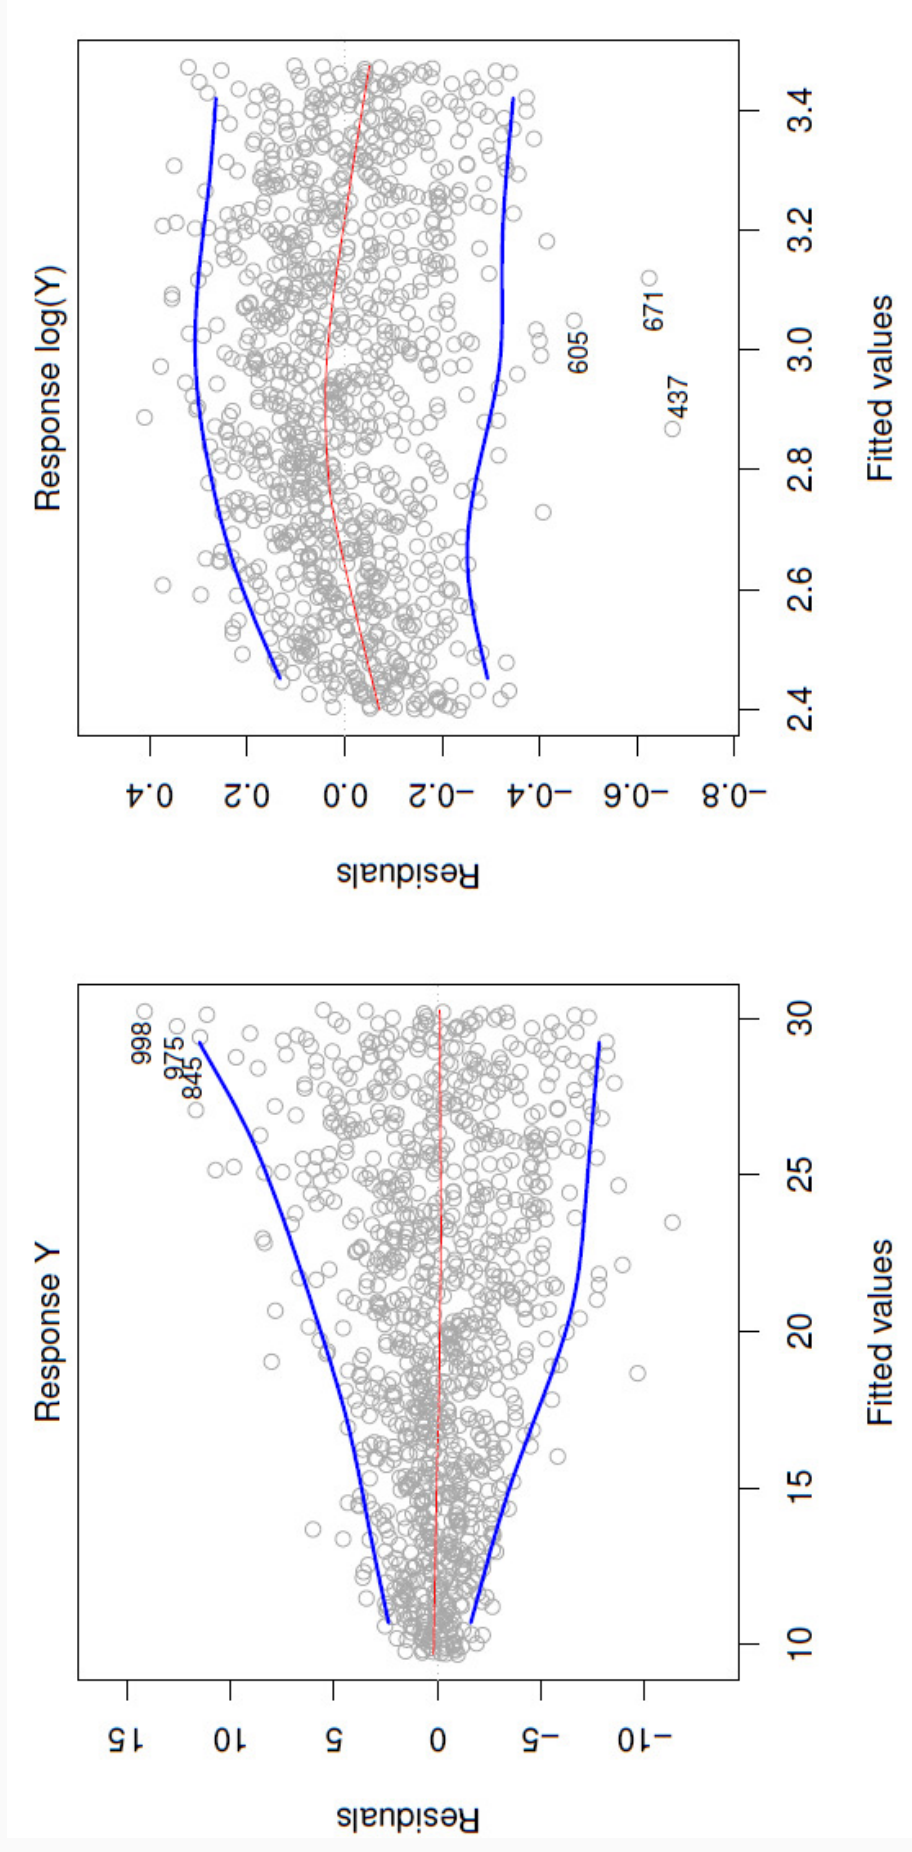 Response Y
998
975
845
Residuals
15
10
5
0
−5
−10
10 15 20 25 30
Fitted values
Response log(Y)
605
671
437
Residuals
0.4
0.2
0.0
−0.2
−0.4
−0.6
−0.8
2.4 2.6 2.8 3.0 3.2 3.4
Fitted values